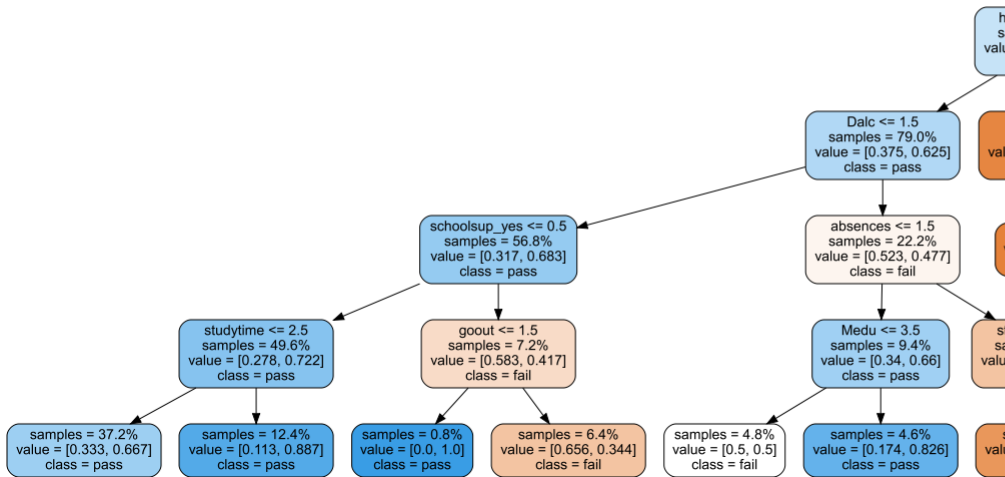 Dalc <= 1.5
samples = 79.0%
value = [0.375, 0.625]
class = pass
schoolsup_yes <= 0.5
samples = 56.8%
value = [0.317, 0.683]
class = pass
absences <= 1.5
samples = 22.2%
value = [0.523, 0.477]
class = fail
studytime <= 2.5
samples = 49.6%
value = [0.278, 0.722]
class = pass
goout <= 1.5
samples = 7.2%
value = [0.583, 0.417]
class = fail
Medu <= 3.5
samples = 9.4%
value = [0.34, 0.66]
class = pass
samples = 37.2%
value = [0.333, 0.667]
class = pass
samples = 12.4%
value = [0.113, 0.887]
class = pass
samples = 0.8%
value = [0.0, 1.0]
class = pass
samples = 6.4%
value = [0.656, 0.344]
class = fail
samples = 4.8%
value = [0.5, 0.5]
class = fail
samples = 4.6%
value = [0.174, 0.826]
class = pass